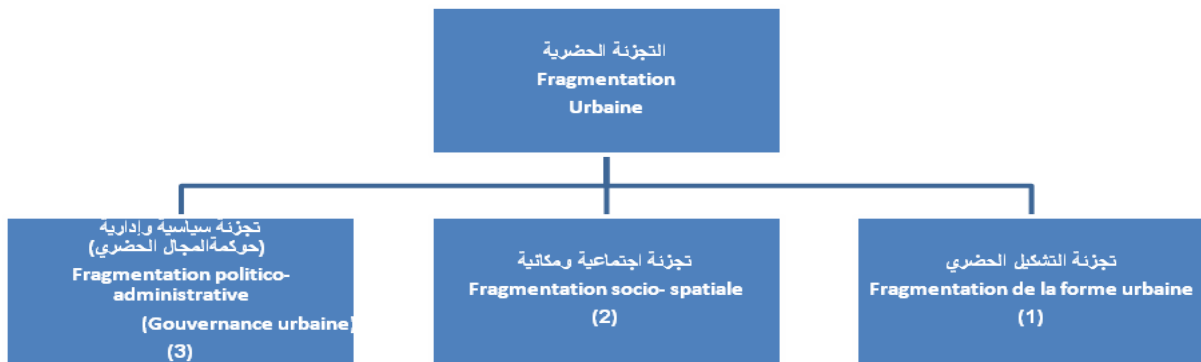 التجزئة الحضرية
Fragmentation
Urbaine
تجزئة التشكيل الحضري
Fragmentation de la forme urbaine
(1)
تجزئة اجتماعية ومكانية
Fragmentation socio- spatiale
(2)
تجزئة سياسية وإدارية
(حوكمةالمجال الحضري)
Fragmentation politico-
administrative
(Gouvernance urbaine)
(3)